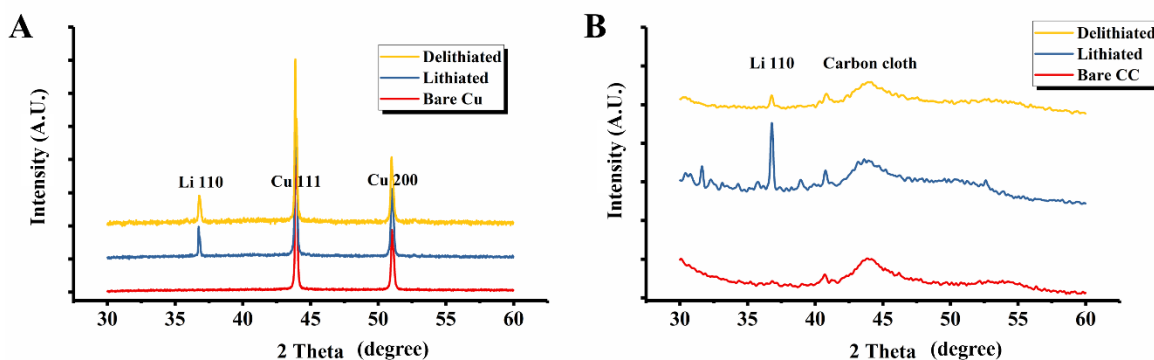 A
Intensity (A.U.)
Delithiated
Lithiated
Bare Cu
Li 110
Cu 111
Cu 200
30 35 40 45 50 55 60
2 Theta (degree)
B
Intensity (A.U.)
Delithiated
Lithiated
Bare CC
Li 110
Carbon cloth
30 35 40 45 50 55 60
2 Theta (degree)